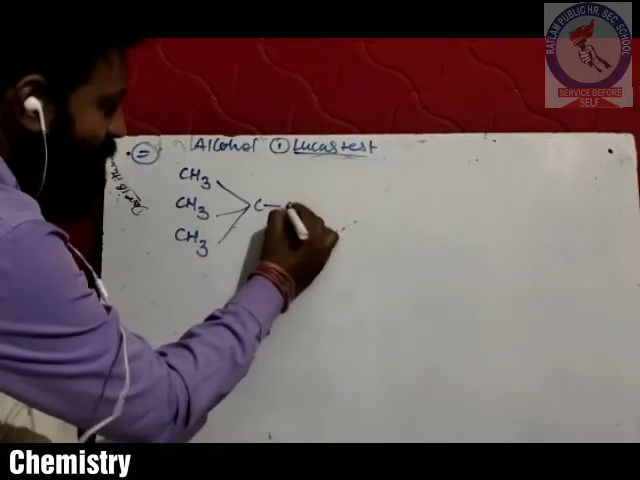 RATLAM PUBLIC HR. SEC. SCHOOL
SERVICE BEFORE
SELF
= Alcohol ① Lucas test
CH3
CH3 C—
CH3
Chemistry